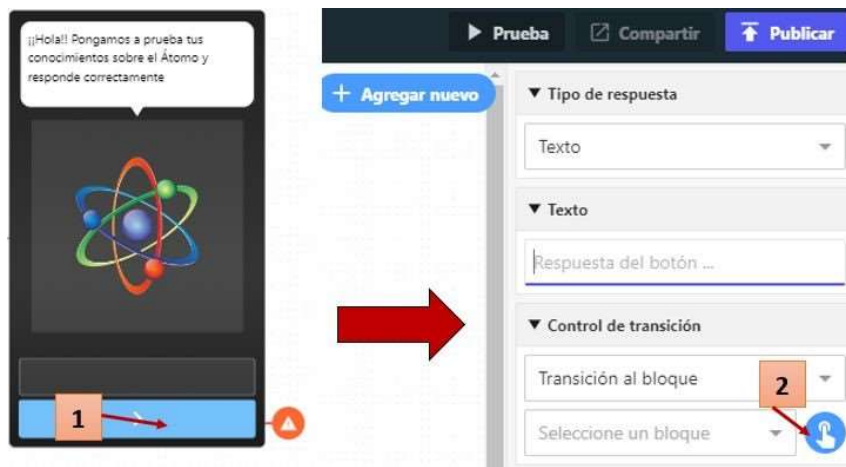 ¡¡Hola!! Pongamos a prueba tus
conocimientos sobre el Átomo y
responde correctamente
1
Prueba
Compartir
Publicar
+ Agregar nuevo
Tipo de respuesta
Texto
Texto
Respuesta del botón ...
Control de transición
Transición al bloque
2
Seleccione un bloque